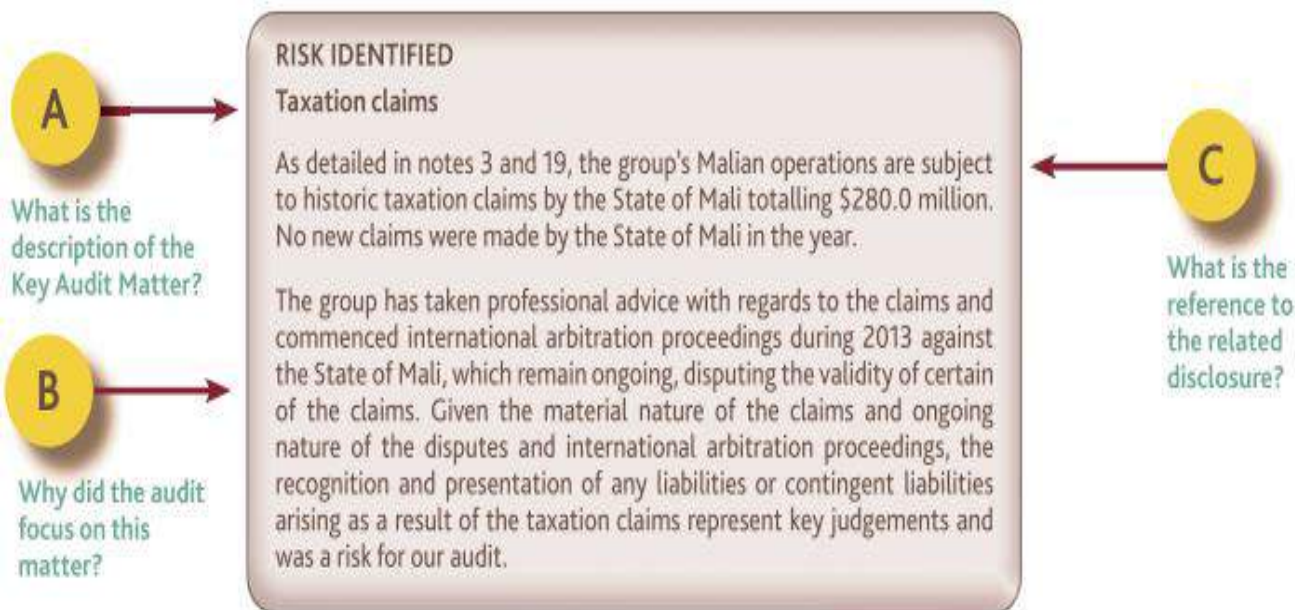 A
What is the
description of the
Key Audit Matter?
B
Why did the audit
focus on this
matter?
RISK IDENTIFIED
Taxation claims
As detailed in notes 3 and 19, the group's Malian operations are subject
to historic taxation claims by the State of Mali totalling $280.0 million.
No new claims were made by the State of Mali in the year.
The group has taken professional advice with regards to the claims and
commenced international arbitration proceedings during 2013 against
the State of Mali, which remain ongoing, disputing the validity of certain
of the claims. Given the material nature of the claims and ongoing
nature of the disputes and international arbitration proceedings, the
recognition and presentation of any liabilities or contingent liabilities
arising as a result of the taxation claims represent key judgements and
was a risk for our audit.
C
What is the
reference to
the related
disclosure?